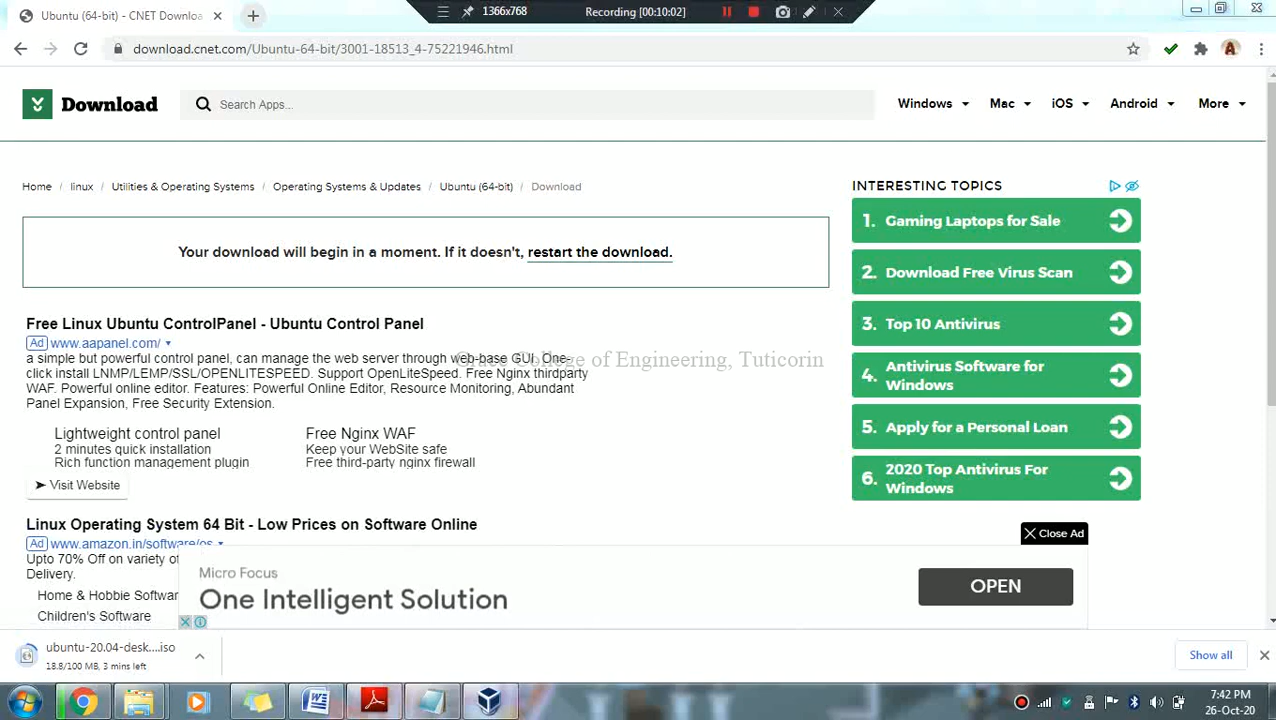 Ubuntu (64-bit) - CNET Downloa
1366x768
Recording [00:10:02]
download.cnet.com/Ubuntu-64-bit/3001-18513_4-75221946.html
Download
Search Apps...
Windows
Mac
iOS
Android
More
Home / linux / Utilities & Operating Systems / Operating Systems & Updates / Ubuntu (64-bit) / Download
Your download will begin in a moment. If it doesn't, restart the download.
Free Linux Ubuntu ControlPanel - Ubuntu Control Panel
Ad www.aapanel.com/
a simple but powerful control panel, can manage the web server through web-base GUI. One-
click install LNMP/LEMP/SSL/OPENLITESPEED. Support OpenLiteSpeed. Free Nginx thirdparty
WAF. Powerful online editor. Features: Powerful Online Editor, Resource Monitoring, Abundant
Panel Expansion, Free Security Extension.
Grace College of Engineering, Tuticorin
Lightweight control panel
2 minutes quick installation
Rich function management plugin
Free Nginx WAF
Keep your WebSite safe
Free third-party nginx firewall
Visit Website
Linux Operating System 64 Bit - Low Prices on Software Online
Ad www.amazon.in/software/os
Upto 70% Off on variety of
Delivery.
Home & Hobbie Softwar
Children's Software
INTERESTING TOPICS
1. Gaming Laptops for Sale
2. Download Free Virus Scan
3. Top 10 Antivirus
4. Antivirus Software for
Windows
5. Apply for a Personal Loan
6. 2020 Top Antivirus For
Windows
Close Ad
Micro Focus
One Intelligent Solution
OPEN
ubuntu-20.04-desk....iso
18.8/100 MB, 3 mins left
Show all
7:42 PM
26-Oct-20